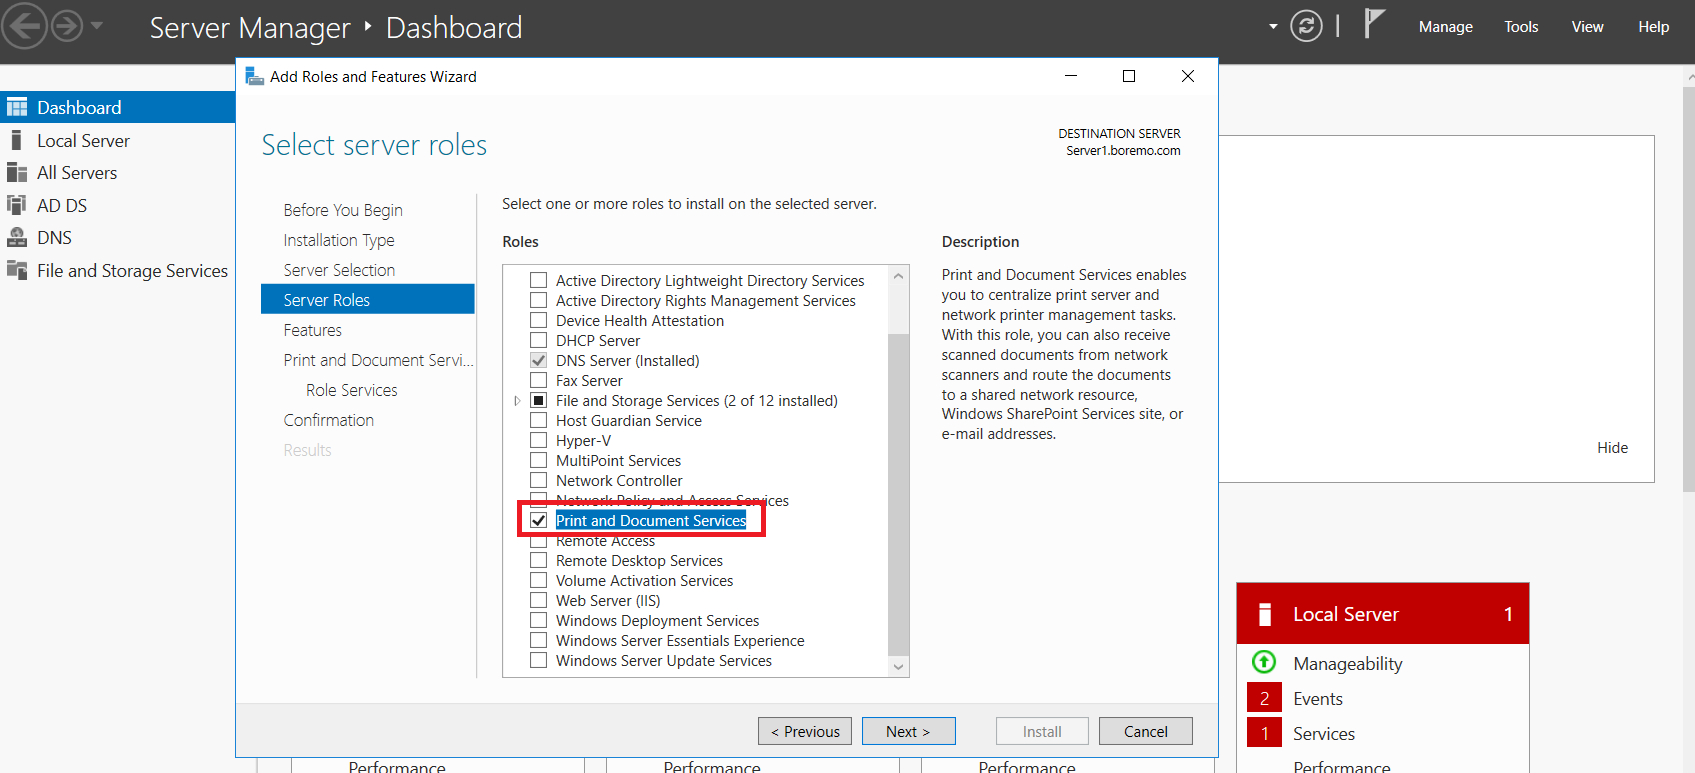 Server Manager ‣ Dashboard
Manage
Tools
View
Help
Dashboard
Local Server
All Servers
AD DS
DNS
File and Storage Services
Add Roles and Features Wizard
Select server roles
DESTINATION SERVER
Server1.boremo.com
Before You Begin
Installation Type
Server Selection
Server Roles
Features
Print and Document Servi...
Role Services
Confirmation
Results
Select one or more roles to install on the selected server.
Roles
Active Directory Lightweight Directory Services
Active Directory Rights Management Services
Device Health Attestation
DHCP Server
DNS Server (Installed)
Fax Server
File and Storage Services (2 of 12 installed)
Host Guardian Service
Hyper-V
MultiPoint Services
Network Controller
Network Policy and Access Services
Print and Document Services
Remote Access
Remote Desktop Services
Volume Activation Services
Web Server (IIS)
Windows Deployment Services
Windows Server Essentials Experience
Windows Server Update Services
Description
Print and Document Services enables
you to centralize print server and
network printer management tasks.
With this role, you can also receive
scanned documents from network
scanners and route the documents
to a shared network resource,
Windows SharePoint Services site, or
e-mail addresses.
< Previous
Next >
Install
Cancel
Hide
Local Server 1
Manageability
2 Events
1 Services
Performance
Performance
Performance
Performance